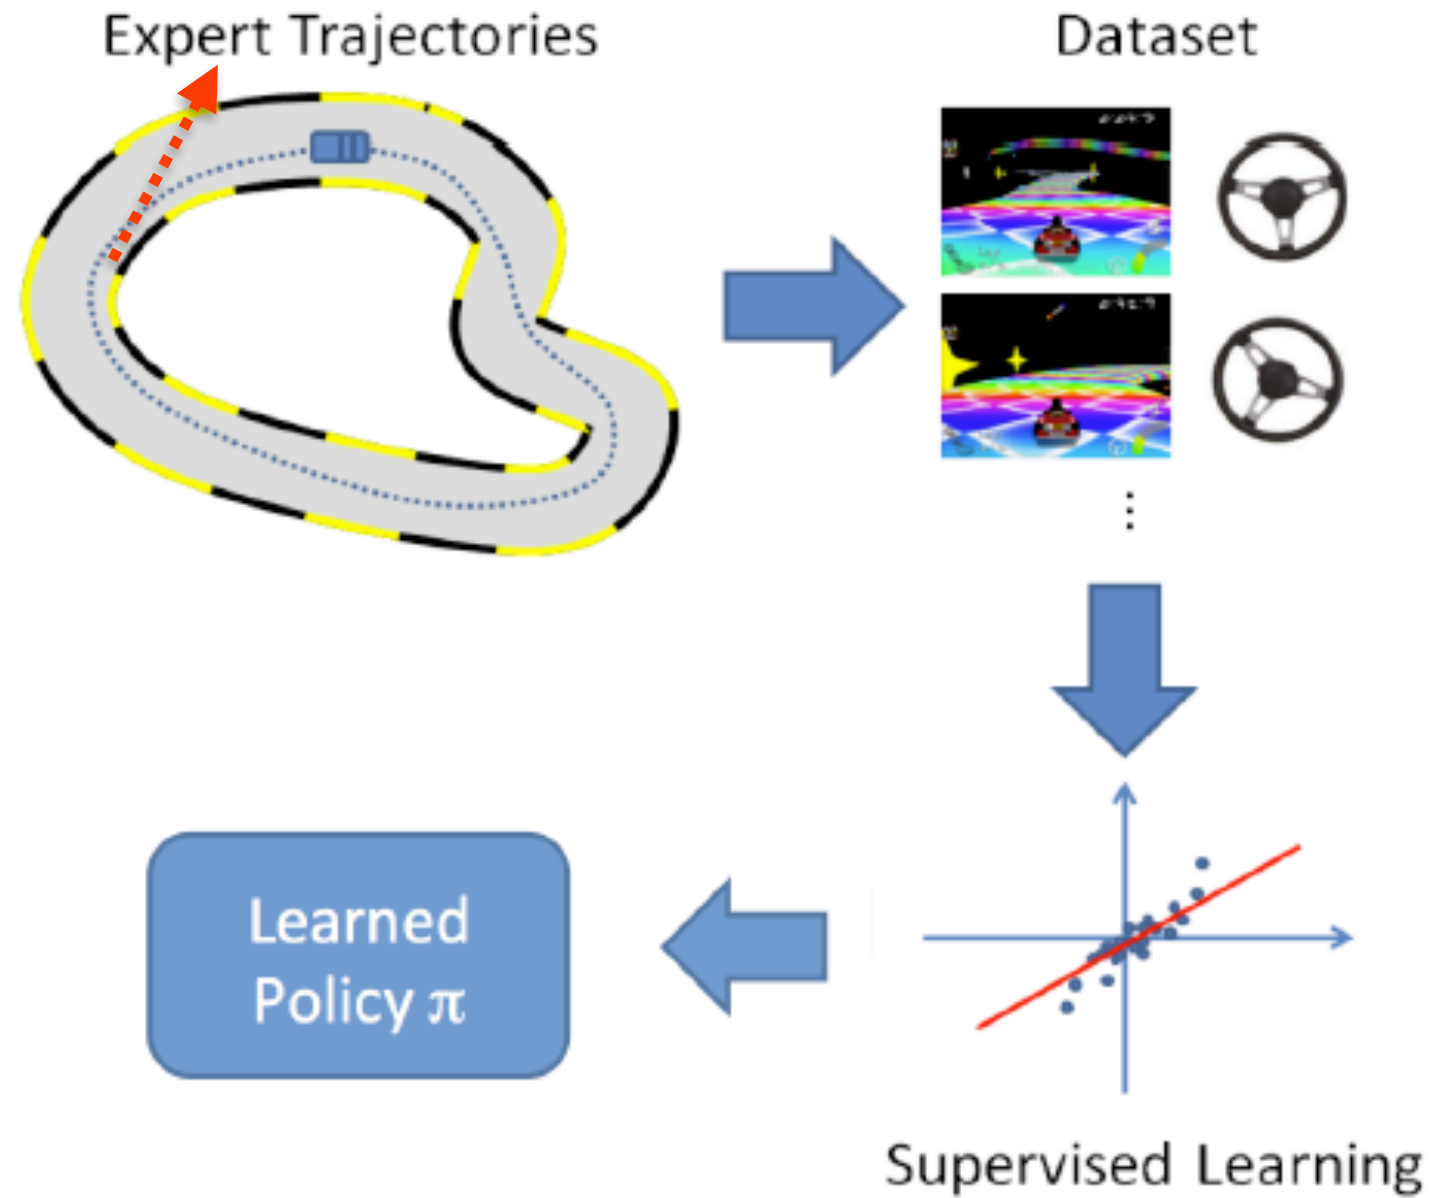 Expert Trajectories
Dataset
Learned
Policy π
Supervised Learning